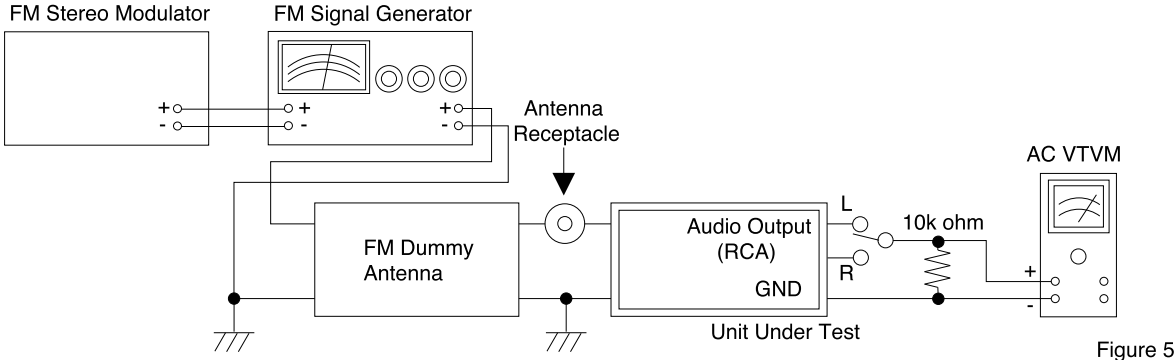 FM Stereo Modulator
FM Signal Generator
+
-
+
-
+
-
Antenna
Receptacle
AC VTVM
FM Dummy
Antenna
Audio Output
(RCA)
GND
L
R
10k ohm
+
-
Unit Under Test
Figure 5